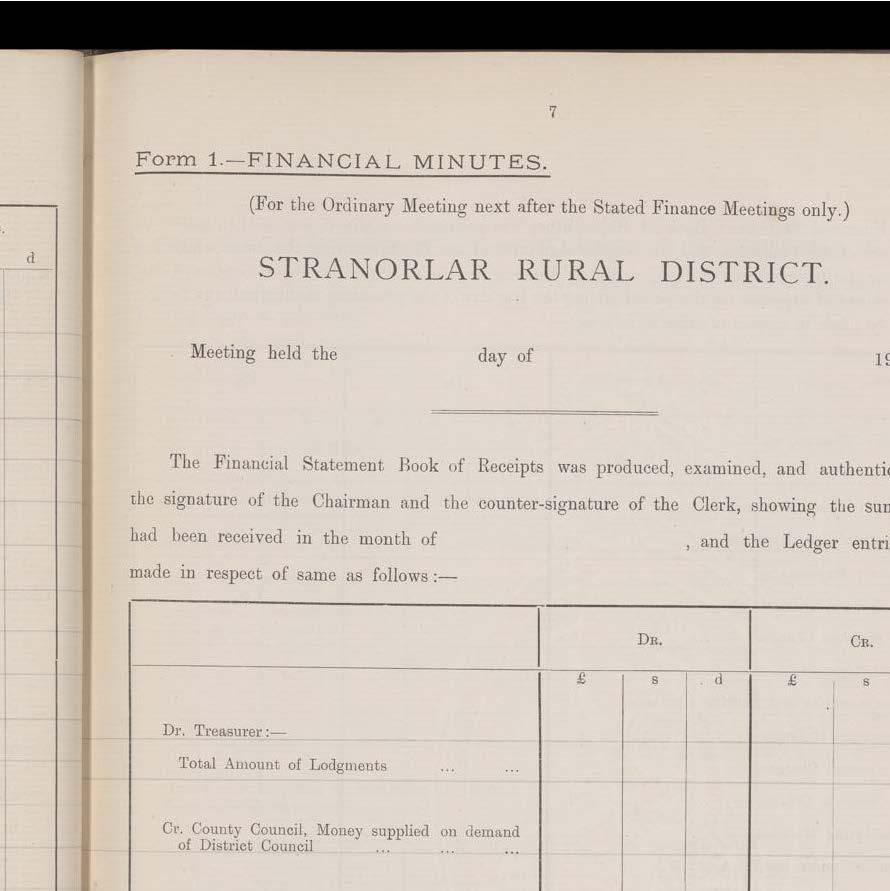 7
Form 1.—FINANCIAL MINUTES.
(For the Ordinary Meeting next after the Stated Finance Meetings only.)
STRANORLAR RURAL DISTRICT.
Meeting held the day of 19
The Financial Statement Book of Receipts was produced, examined, and
the signature of the Chairman and the counter-signature of the Clerk, showing the
had been received in the month of , and the Ledger
made in respect of same as follows :—
d
DR. CR.
£ s d £ s
Dr. Treasurer :—
Total Amount of Lodgments ... ...
Cr. County Council, Money supplied on demand
of District Council ... ... ...